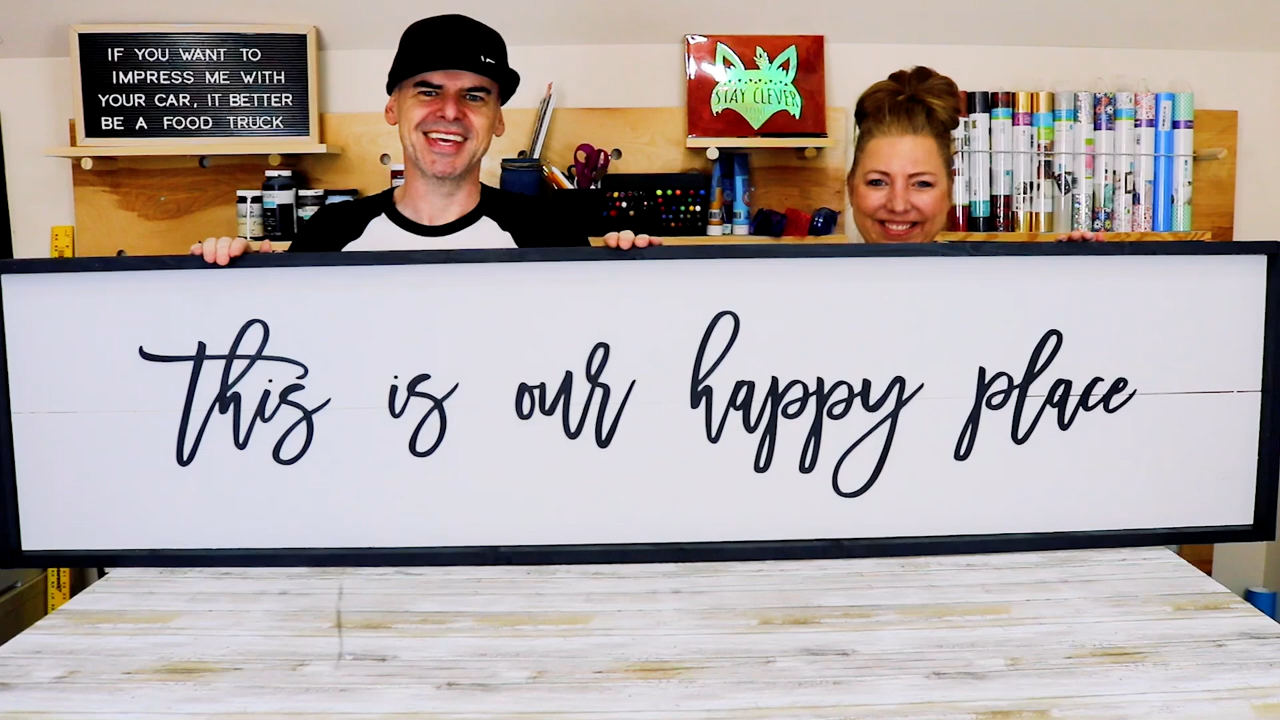 IF YOU WANT TO
IMPRESS ME WITH
YOUR CAR, IT BETTER
BE A FOOD TRUCK
STAY CLEVER
this is our happy place